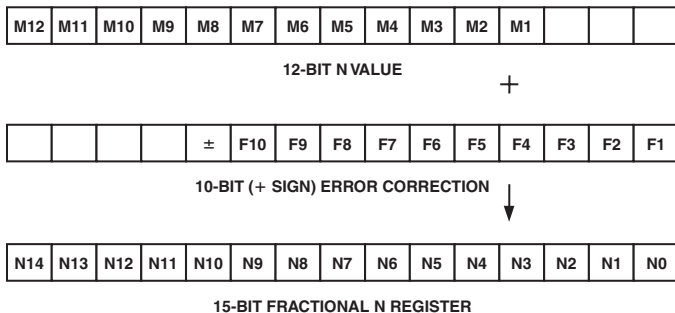 M12 M11 M10 M9 M8 M7 M6 M5 M4 M3 M2 M1
12-BIT N VALUE
+
± F10 F9 F8 F7 F6 F5 F4 F3 F2 F1
10-BIT (+ SIGN) ERROR CORRECTION
N14 N13 N12 N11 N10 N9 N8 N7 N6 N5 N4 N3 N2 N1 N0
15-BIT FRACTIONAL N REGISTER